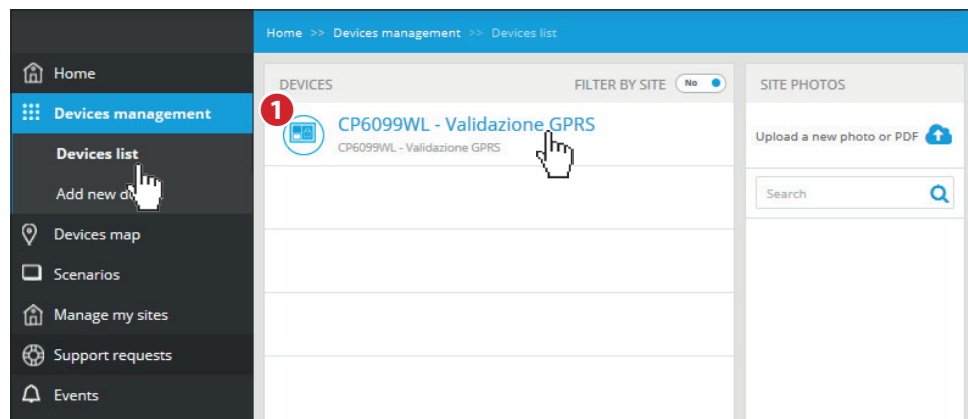 Home >> Devices management >> Devices list
Home
Devices management
Devices list
Add new
Devices map
Scenarios
Manage my sites
Support requests
Events
DEVICES
FILTER BY SITE No
1
CP6099WL - Validazione GPRS
CP6099WL - Validazione GPRS
SITE PHOTOS
Upload a new photo or PDF
Search